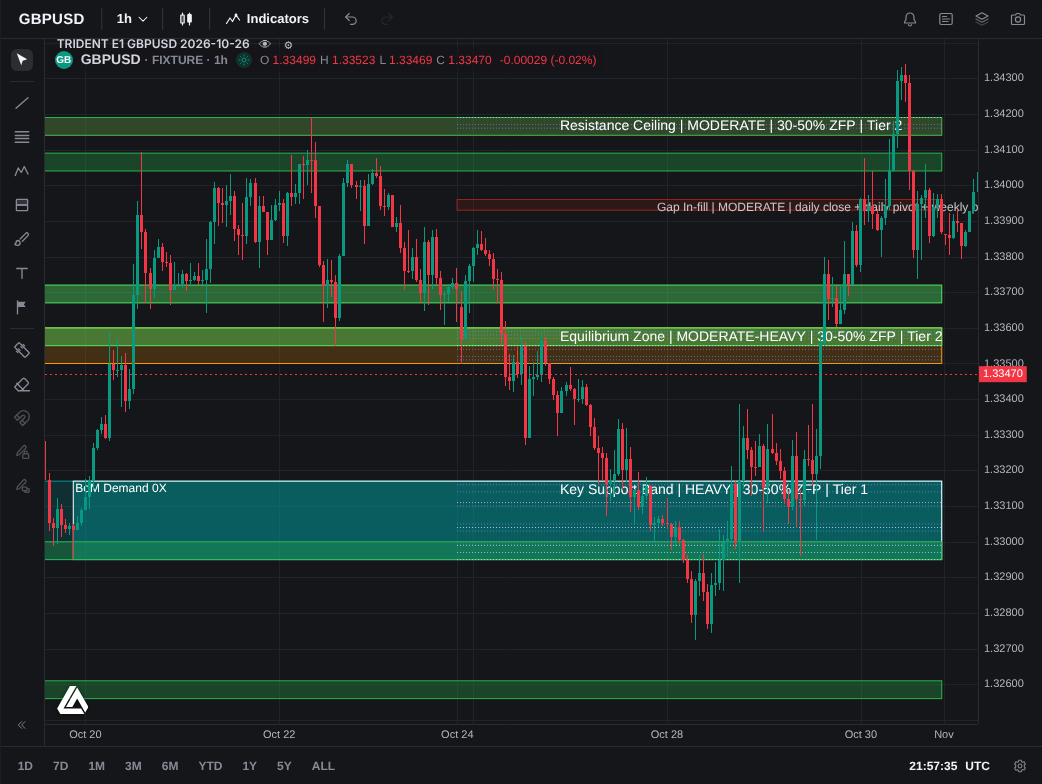 GBPUSD 1h Indicators
TRIDENT E1 GBPUSD 2026-10-26
GB GBPUSD · FIXTURE · 1h O 1.33499 H 1.33523 L 1.33469 C 1.33470 -0.00029 (-0.02%)
1.34300
1.34200
Resistance Ceiling | MODERATE | 30-50% ZFP | Tier 2
1.34100
1.34000
Gap In-fill | MODERATE | daily close + daily pivot + weekly o
1.33900
1.33800
1.33700
1.33600
Equilibrium Zone | MODERATE-HEAVY | 30-50% ZFP | Tier 2
1.33500
1.33470
1.33400
1.33300
1.33200
BoM Demand 0X
Key Support Band | HEAVY | 30-50% ZFP | Tier 1
1.33100
1.33000
1.32900
1.32800
1.32700
1.32600
Oct 20 Oct 22 Oct 24 Oct 28 Oct 30 Nov
1D 7D 1M 3M 6M YTD 1Y 5Y ALL 21:57:35 UTC